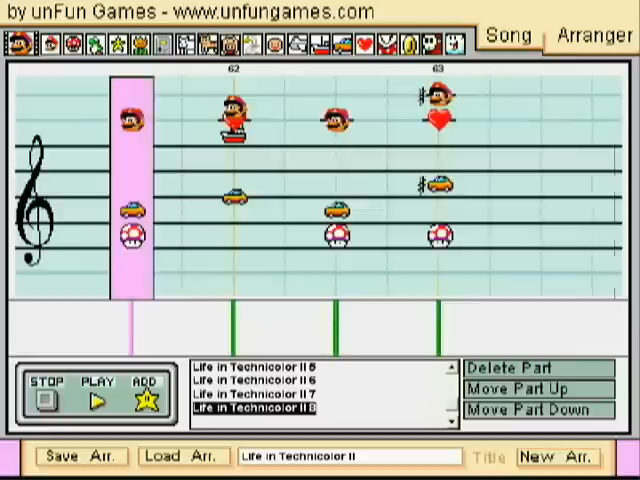 by unFun Games - www.unfungames.com
Song
Arranger
62
63
Life in Technicolor II 5
Life in Technicolor II 6
Life in Technicolor II 7
Life in Technicolor II 8
STOP PLAY ADD
Delete Part
Move Part Up
Move Part Down
Save Arr.
Load Arr.
Life in Technicolor II
Title
New Arr.